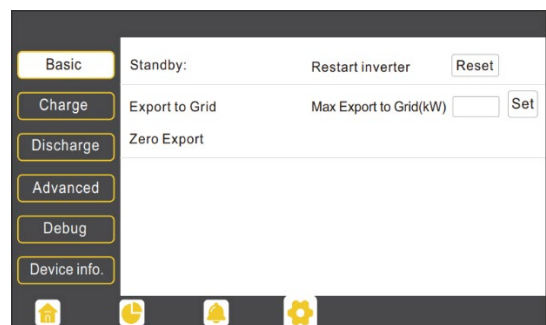 Basic
Standby:
Restart inverter
Reset
Charge
Export to Grid
Max Export to Grid(kW)
Set
Discharge
Zero Export
Advanced
Debug
Device info.